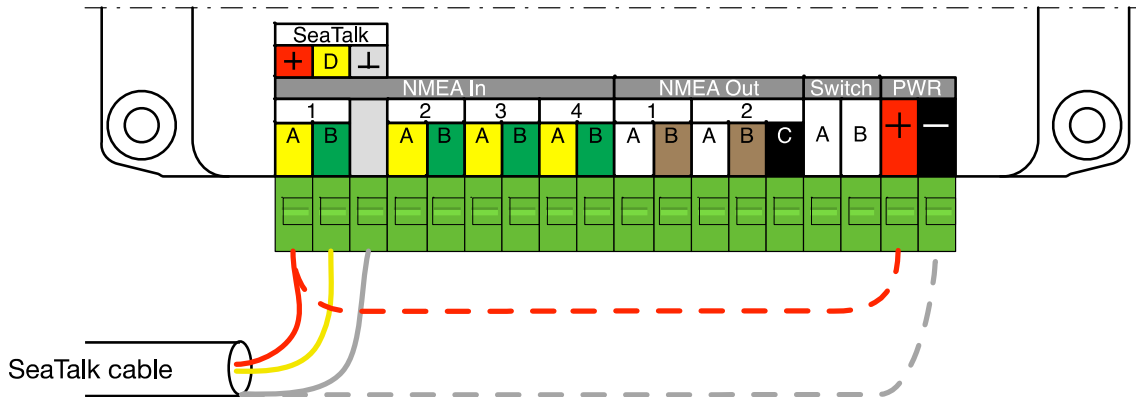 SeaTalk
+ D ⊥
NMEA In NMEA Out Switch PWR
1 2 3 4 1 2
A B A B A B A B A B A B C A B + −
SeaTalk cable